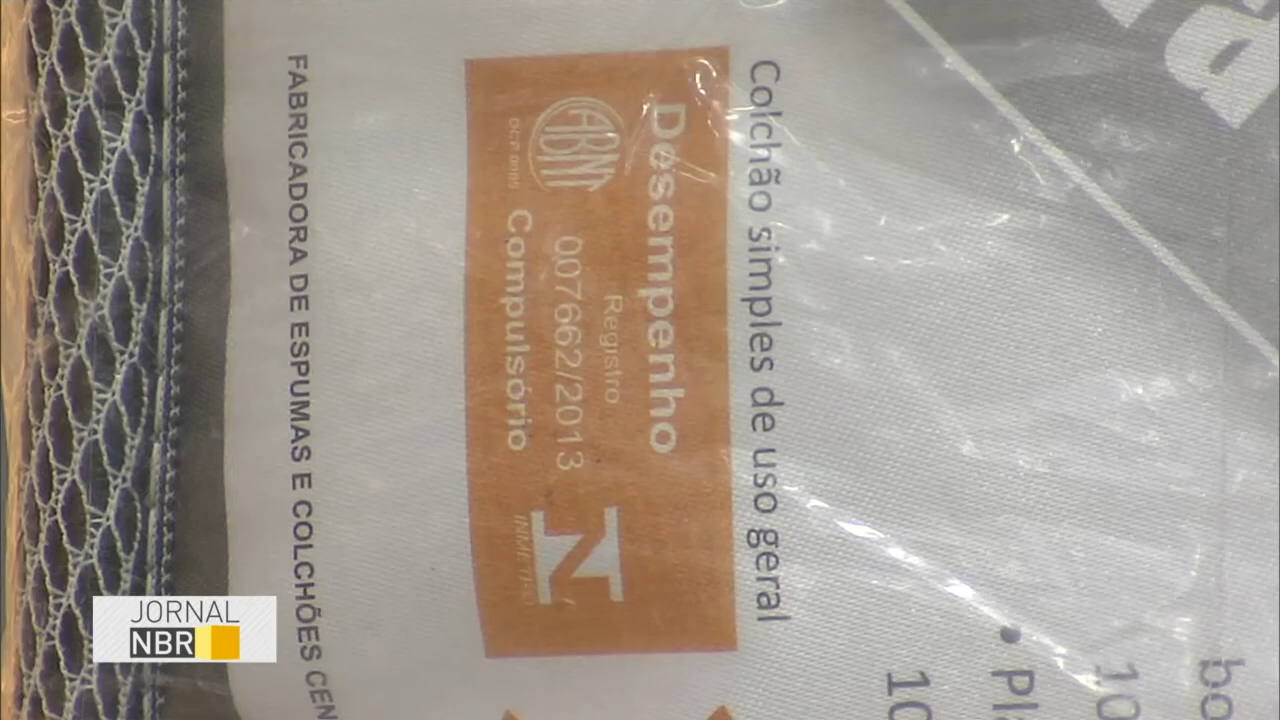 Colchão simples de uso geral
Desempenho
Registro
ABNT
007662/2013
Compulsório
INMETRO
FABRICADORA DE ESPUMAS E COLCHÕES CEN
JORNAL
NBR